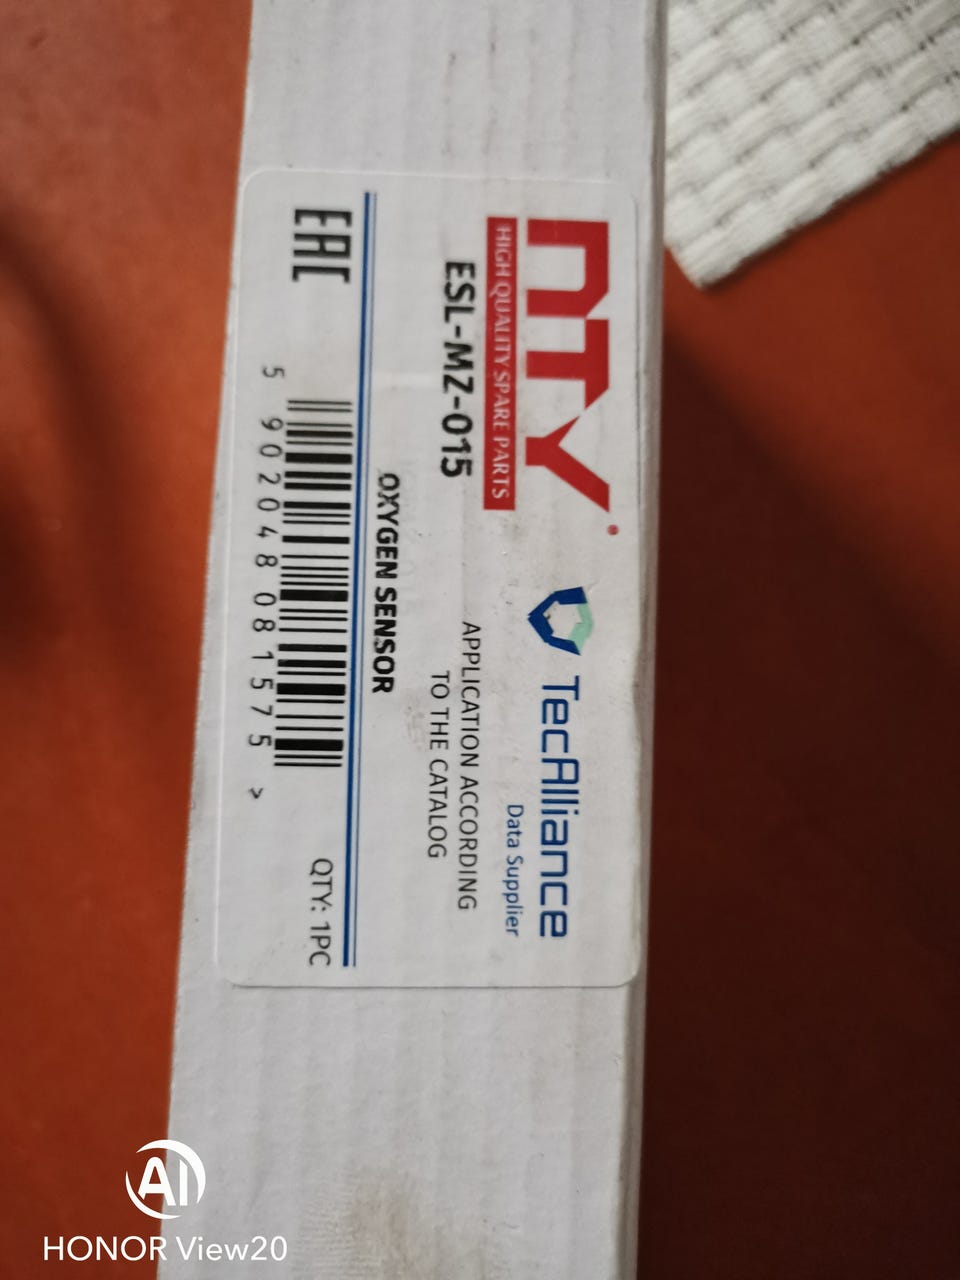 NTY®
HIGH QUALITY SPARE PARTS
TecAlliance
Data Supplier
ESL-MZ-015
APPLICATION ACCORDING
TO THE CATALOG
OXYGEN SENSOR
EAC
5 902048 081575 >
QTY: 1PC
AI
HONOR View20